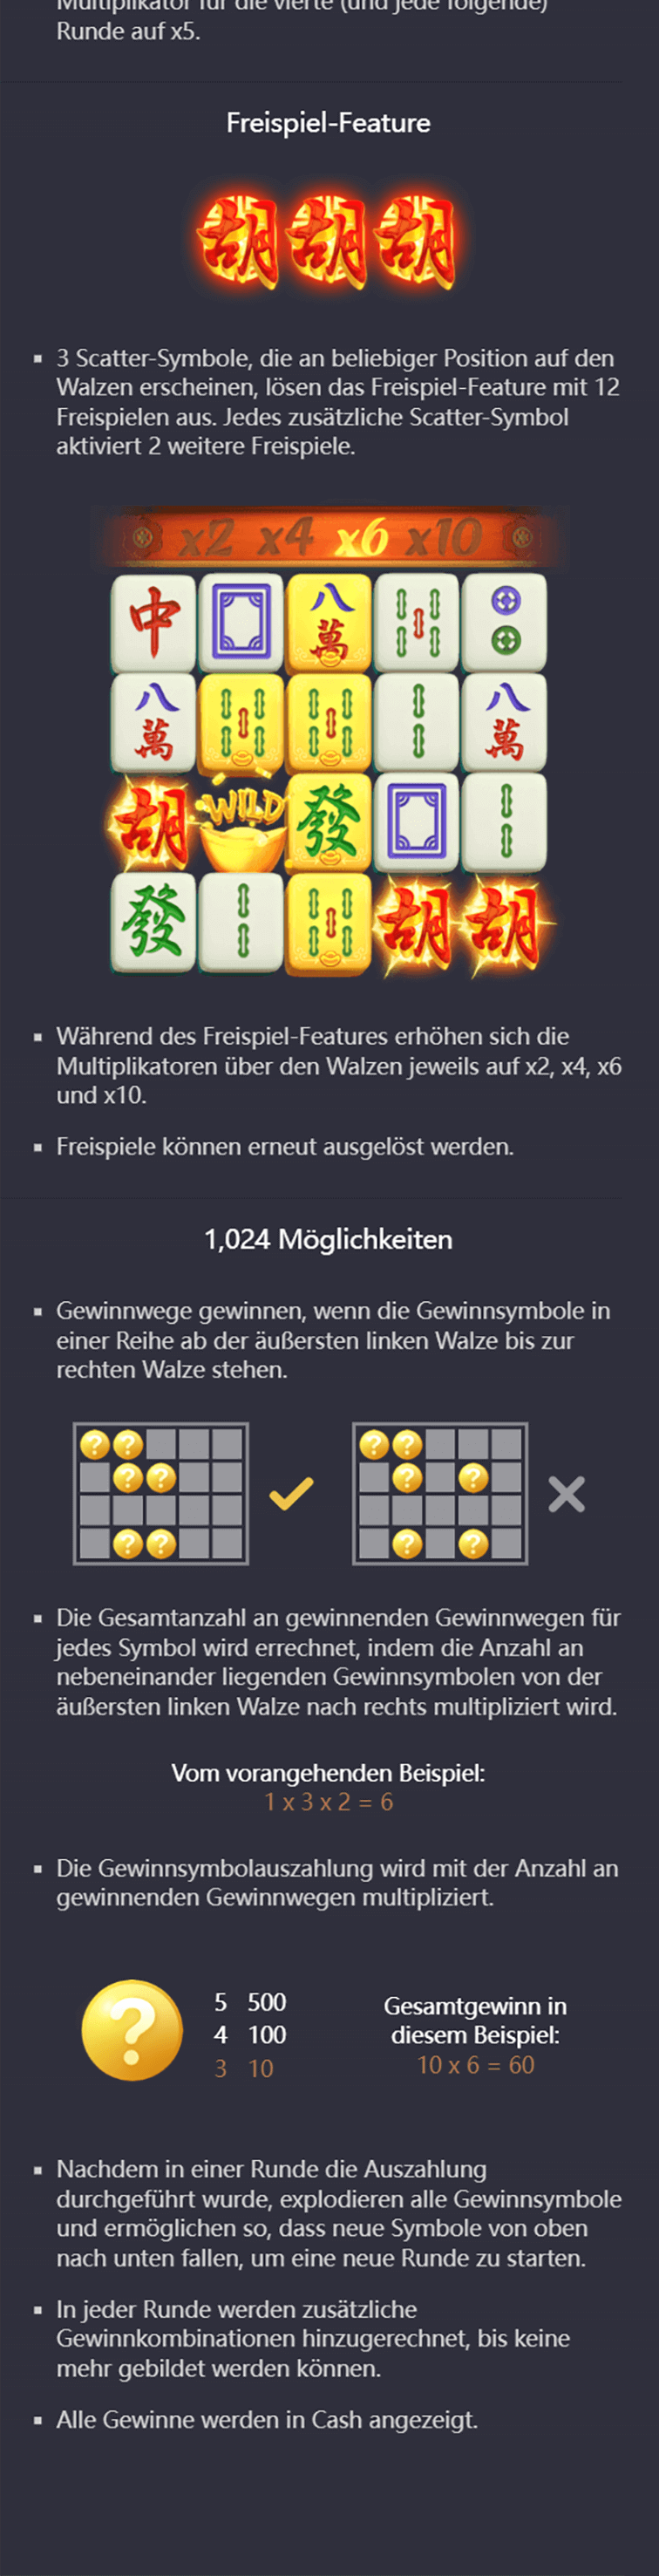 Multiplikator für die vierte (und jede folgende)
Runde auf x5.
Freispiel-Feature
胡 胡 胡
▪ 3 Scatter-Symbole, die an beliebiger Position auf den
Walzen erscheinen, lösen das Freispiel-Feature mit 12
Freispielen aus. Jedes zusätzliche Scatter-Symbol
aktiviert 2 weitere Freispiele.
x2 x4 x6 x10
中 八萬
八萬 八萬
胡 WILD 發
發 胡 胡
▪ Während des Freispiel-Features erhöhen sich die
Multiplikatoren über den Walzen jeweils auf x2, x4, x6
und x10.
▪ Freispiele können erneut ausgelöst werden.
1,024 Möglichkeiten
▪ Gewinnwege gewinnen, wenn die Gewinnsymbole in
einer Reihe ab der äußersten linken Walze bis zur
rechten Walze stehen.
? ? ? ?
? ? ? ?
? ? ? ?
▪ Die Gesamtanzahl an gewinnenden Gewinnwegen für
jedes Symbol wird errechnet, indem die Anzahl an
nebeneinander liegenden Gewinnsymbolen von der
äußersten linken Walze nach rechts multipliziert wird.
Vom vorangehenden Beispiel:
1 x 3 x 2 = 6
▪ Die Gewinnsymbolauszahlung wird mit der Anzahl an
gewinnenden Gewinnwegen multipliziert.
?
5 500
4 100
3 10
Gesamtgewinn in
diesem Beispiel:
10 x 6 = 60
▪ Nachdem in einer Runde die Auszahlung
durchgeführt wurde, explodieren alle Gewinnsymbole
und ermöglichen so, dass neue Symbole von oben
nach unten fallen, um eine neue Runde zu starten.
▪ In jeder Runde werden zusätzliche
Gewinnkombinationen hinzugerechnet, bis keine
mehr gebildet werden können.
▪ Alle Gewinne werden in Cash angezeigt.